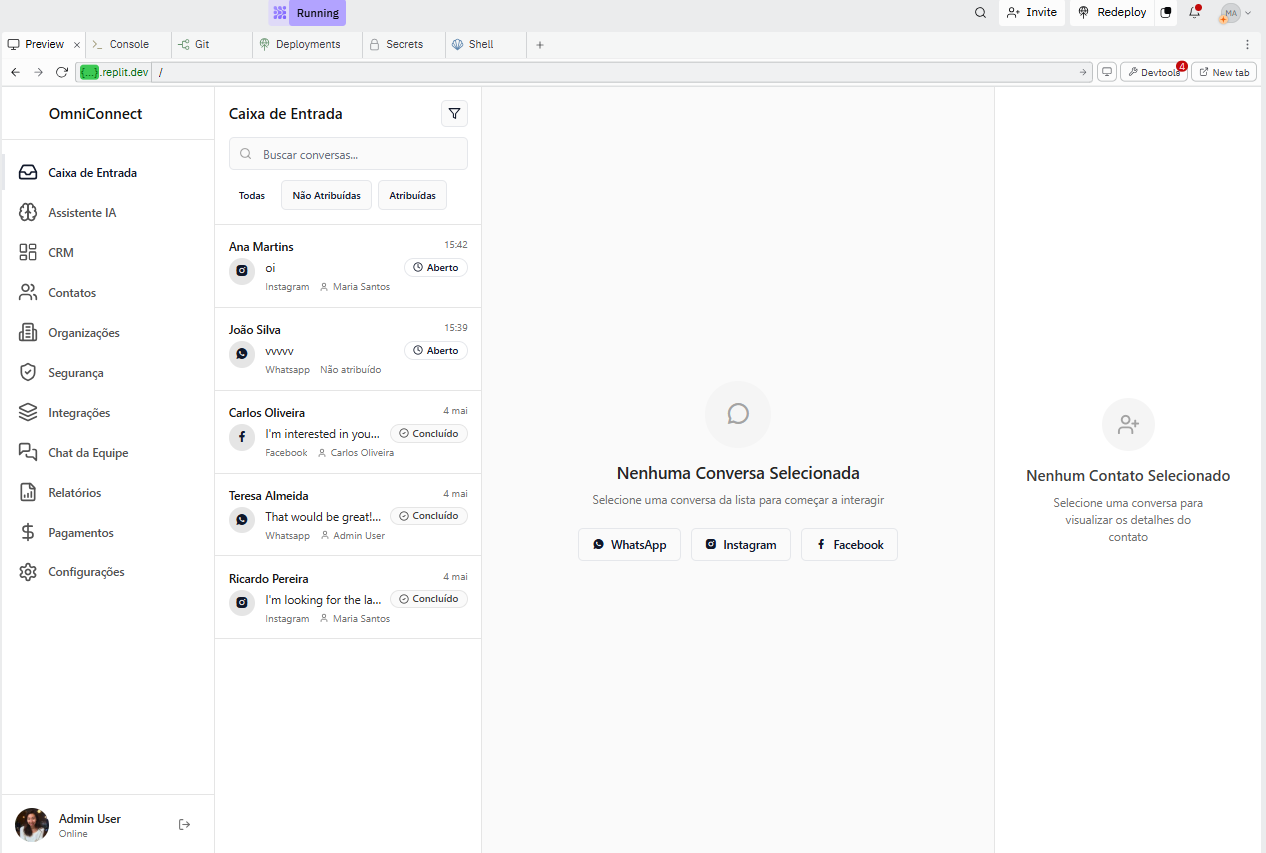 Running
Invite
Redeploy
MA
Preview
Console
Git
Deployments
Secrets
Shell
{...}.replit.dev
/
Devtools
4
New tab
OmniConnect
Caixa de Entrada
Assistente IA
CRM
Contatos
Organizações
Segurança
Integrações
Chat da Equipe
Relatórios
Pagamentos
Configurações
Admin User
Online
Caixa de Entrada
Buscar conversas...
Todas
Não Atribuídas
Atribuídas
Ana Martins
15:42
oi
Aberto
Instagram
Maria Santos
João Silva
15:39
vvvvv
Aberto
Whatsapp
Não atribuído
Carlos Oliveira
4 mai
I'm interested in you...
Concluído
Facebook
Carlos Oliveira
Teresa Almeida
4 mai
That would be great!...
Concluído
Whatsapp
Admin User
Ricardo Pereira
4 mai
I'm looking for the la...
Concluído
Instagram
Maria Santos
Nenhuma Conversa Selecionada
Selecione uma conversa da lista para começar a interagir
WhatsApp
Instagram
Facebook
Nenhum Contato Selecionado
Selecione uma conversa para
visualizar os detalhes do
contato